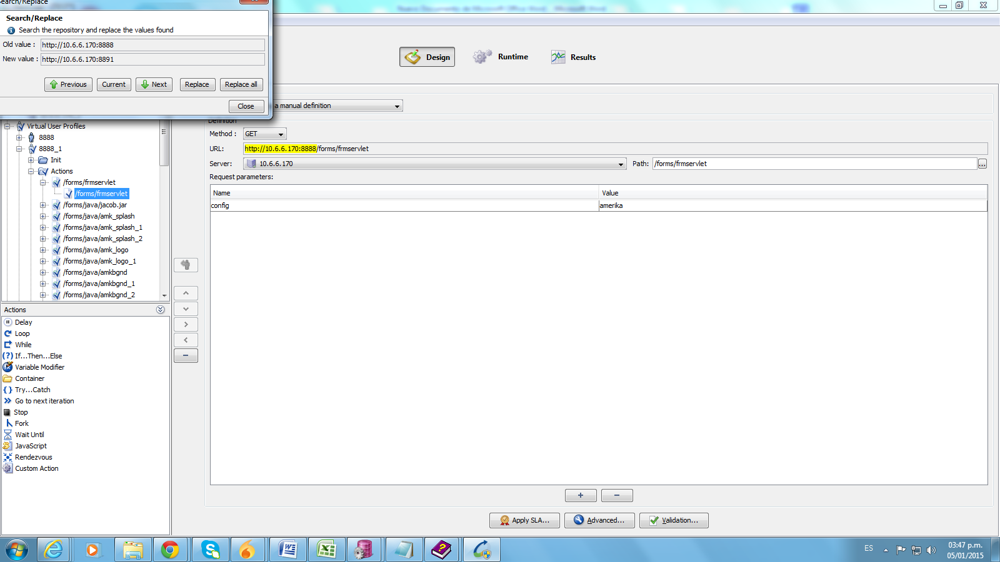 Search/Replace
Search/Replace
Search the repository and replace the values found
Old value :
http://10.6.6.170:8888
New value :
http://10.6.6.170:8891
Previous
Current
Next
Replace
Replace all
Close
Design
Runtime
Results
a manual definition
Definition
Method :
GET
URL:
http://10.6.6.170:8888/forms/frmservlet
Server:
10.6.6.170
Path:
/forms/frmservlet
...
Request parameters:
Name
Value
config
amerika
Virtual User Profiles
8888
8888_1
Init
Actions
/forms/frmservlet
/forms/frmservlet
/forms/java/jacob.jar
/forms/java/amk_splash
/forms/java/amk_splash_1
/forms/java/amk_splash_2
/forms/java/amk_logo
/forms/java/amk_logo_1
/forms/java/amkbgnd
/forms/java/amkbgnd_1
/forms/java/amkbgnd_2
Actions
Delay
Loop
While
If...Then...Else
Variable Modifier
Container
Try...Catch
Go to next iteration
Stop
Fork
Wait Until
JavaScript
Rendezvous
Custom Action
Apply SLA...
Advanced...
Validation...
ES
03:47 p.m.
05/01/2015